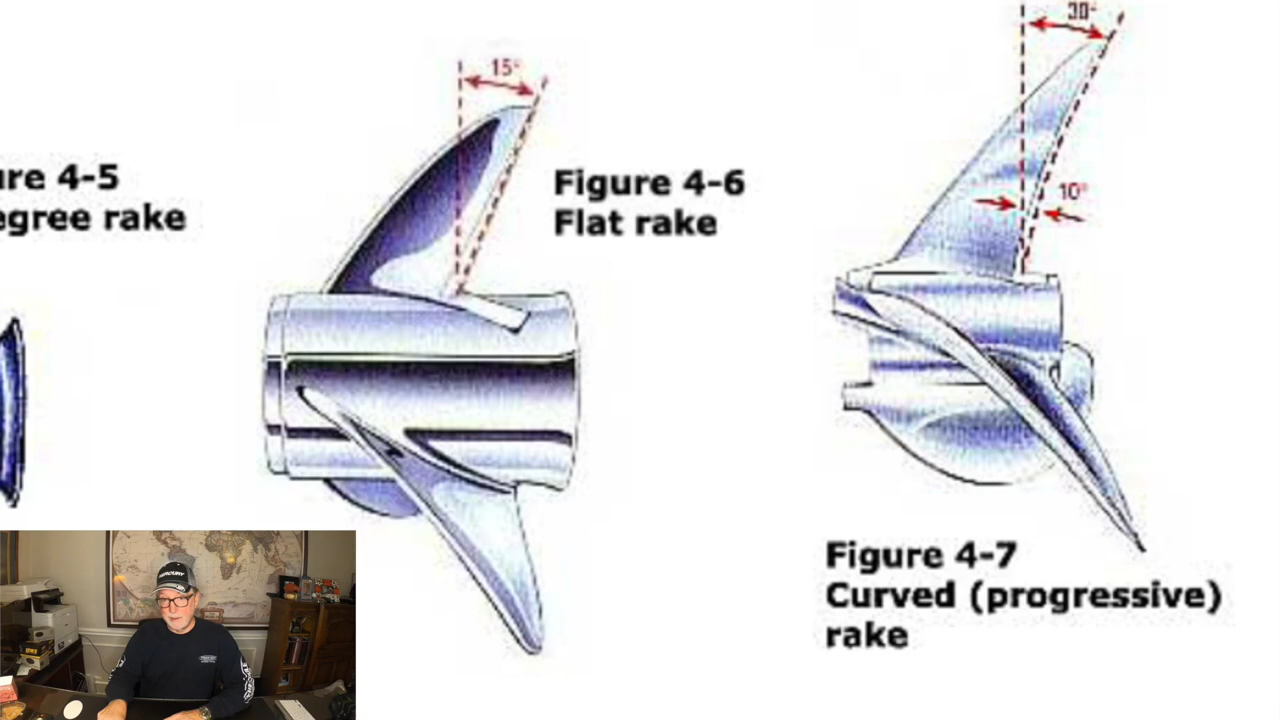 ure 4-5
egree rake
15°
Figure 4-6
Flat rake
30°
10°
Figure 4-7
Curved (progressive)
rake
MERCURY